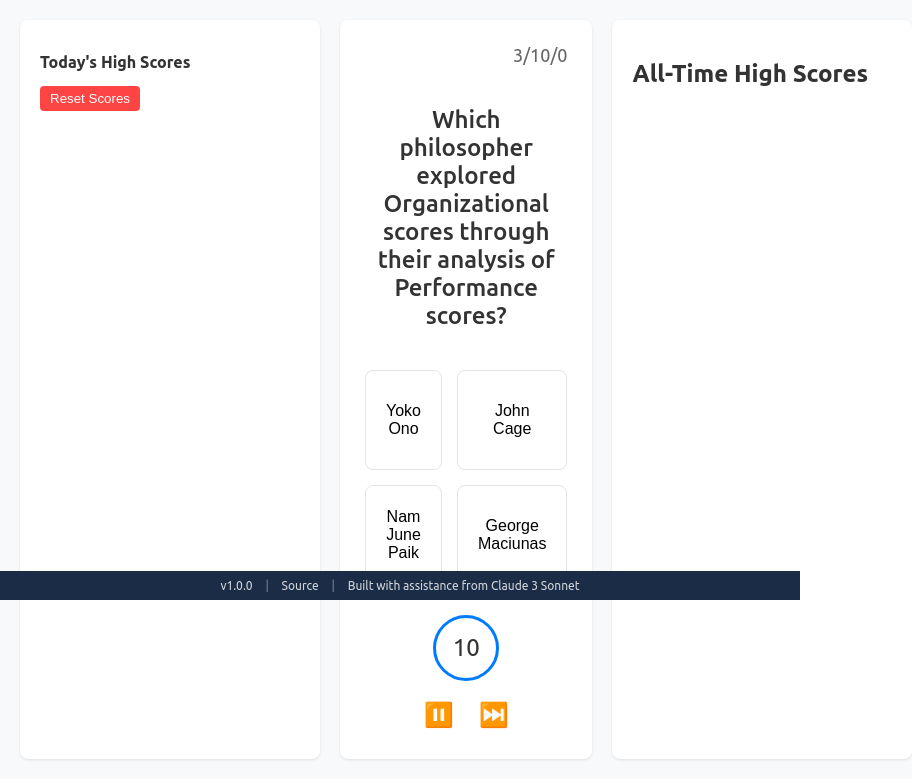 Today's High Scores
Reset Scores
3/10/0
Which
philosopher
explored
Organizational
scores through
their analysis of
Performance
scores?
Yoko
Ono
John
Cage
Nam
June
Paik
George
Maciunas
10
All-Time High Scores
v1.0.0 | Source | Built with assistance from Claude 3 Sonnet